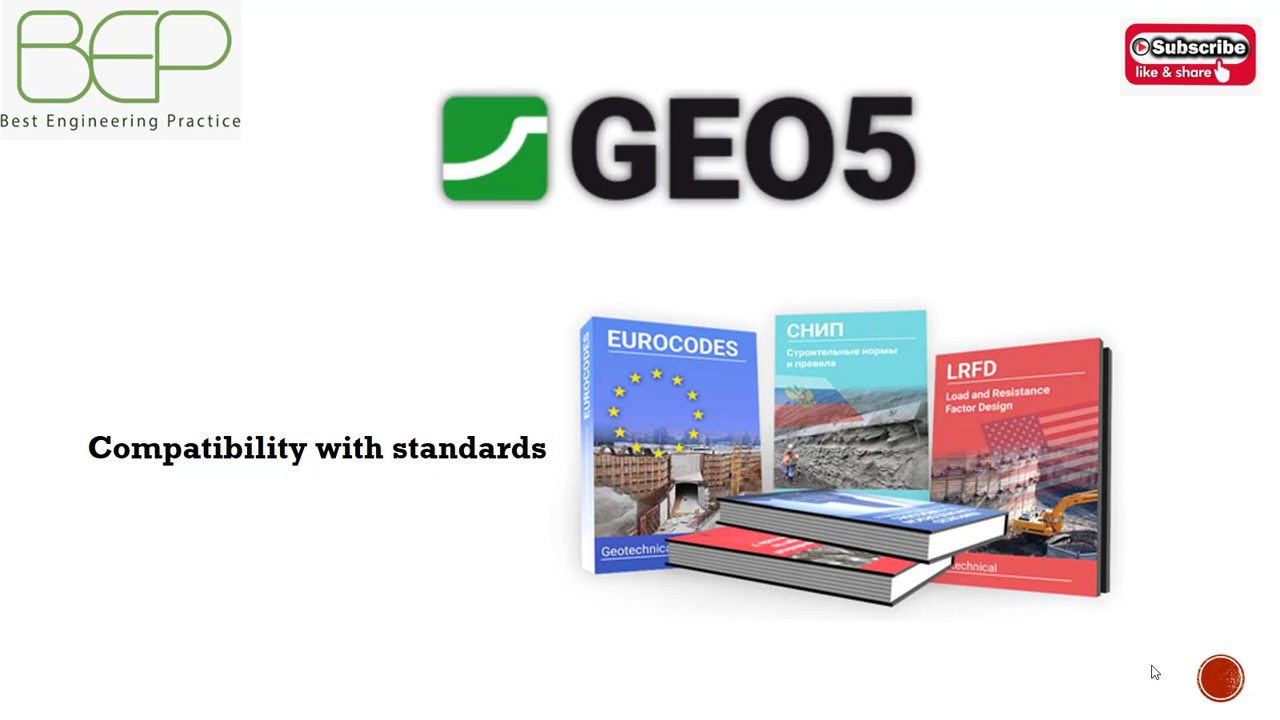 BEP
Best Engineering Practice
Subscribe
like & share
GEO5
EUROCODES
EUROCODES
Geotechnica
СНИП
Строительные нормы
и правила
LRFD
Load and Resistance
Factor Design
technical
Compatibility with standards